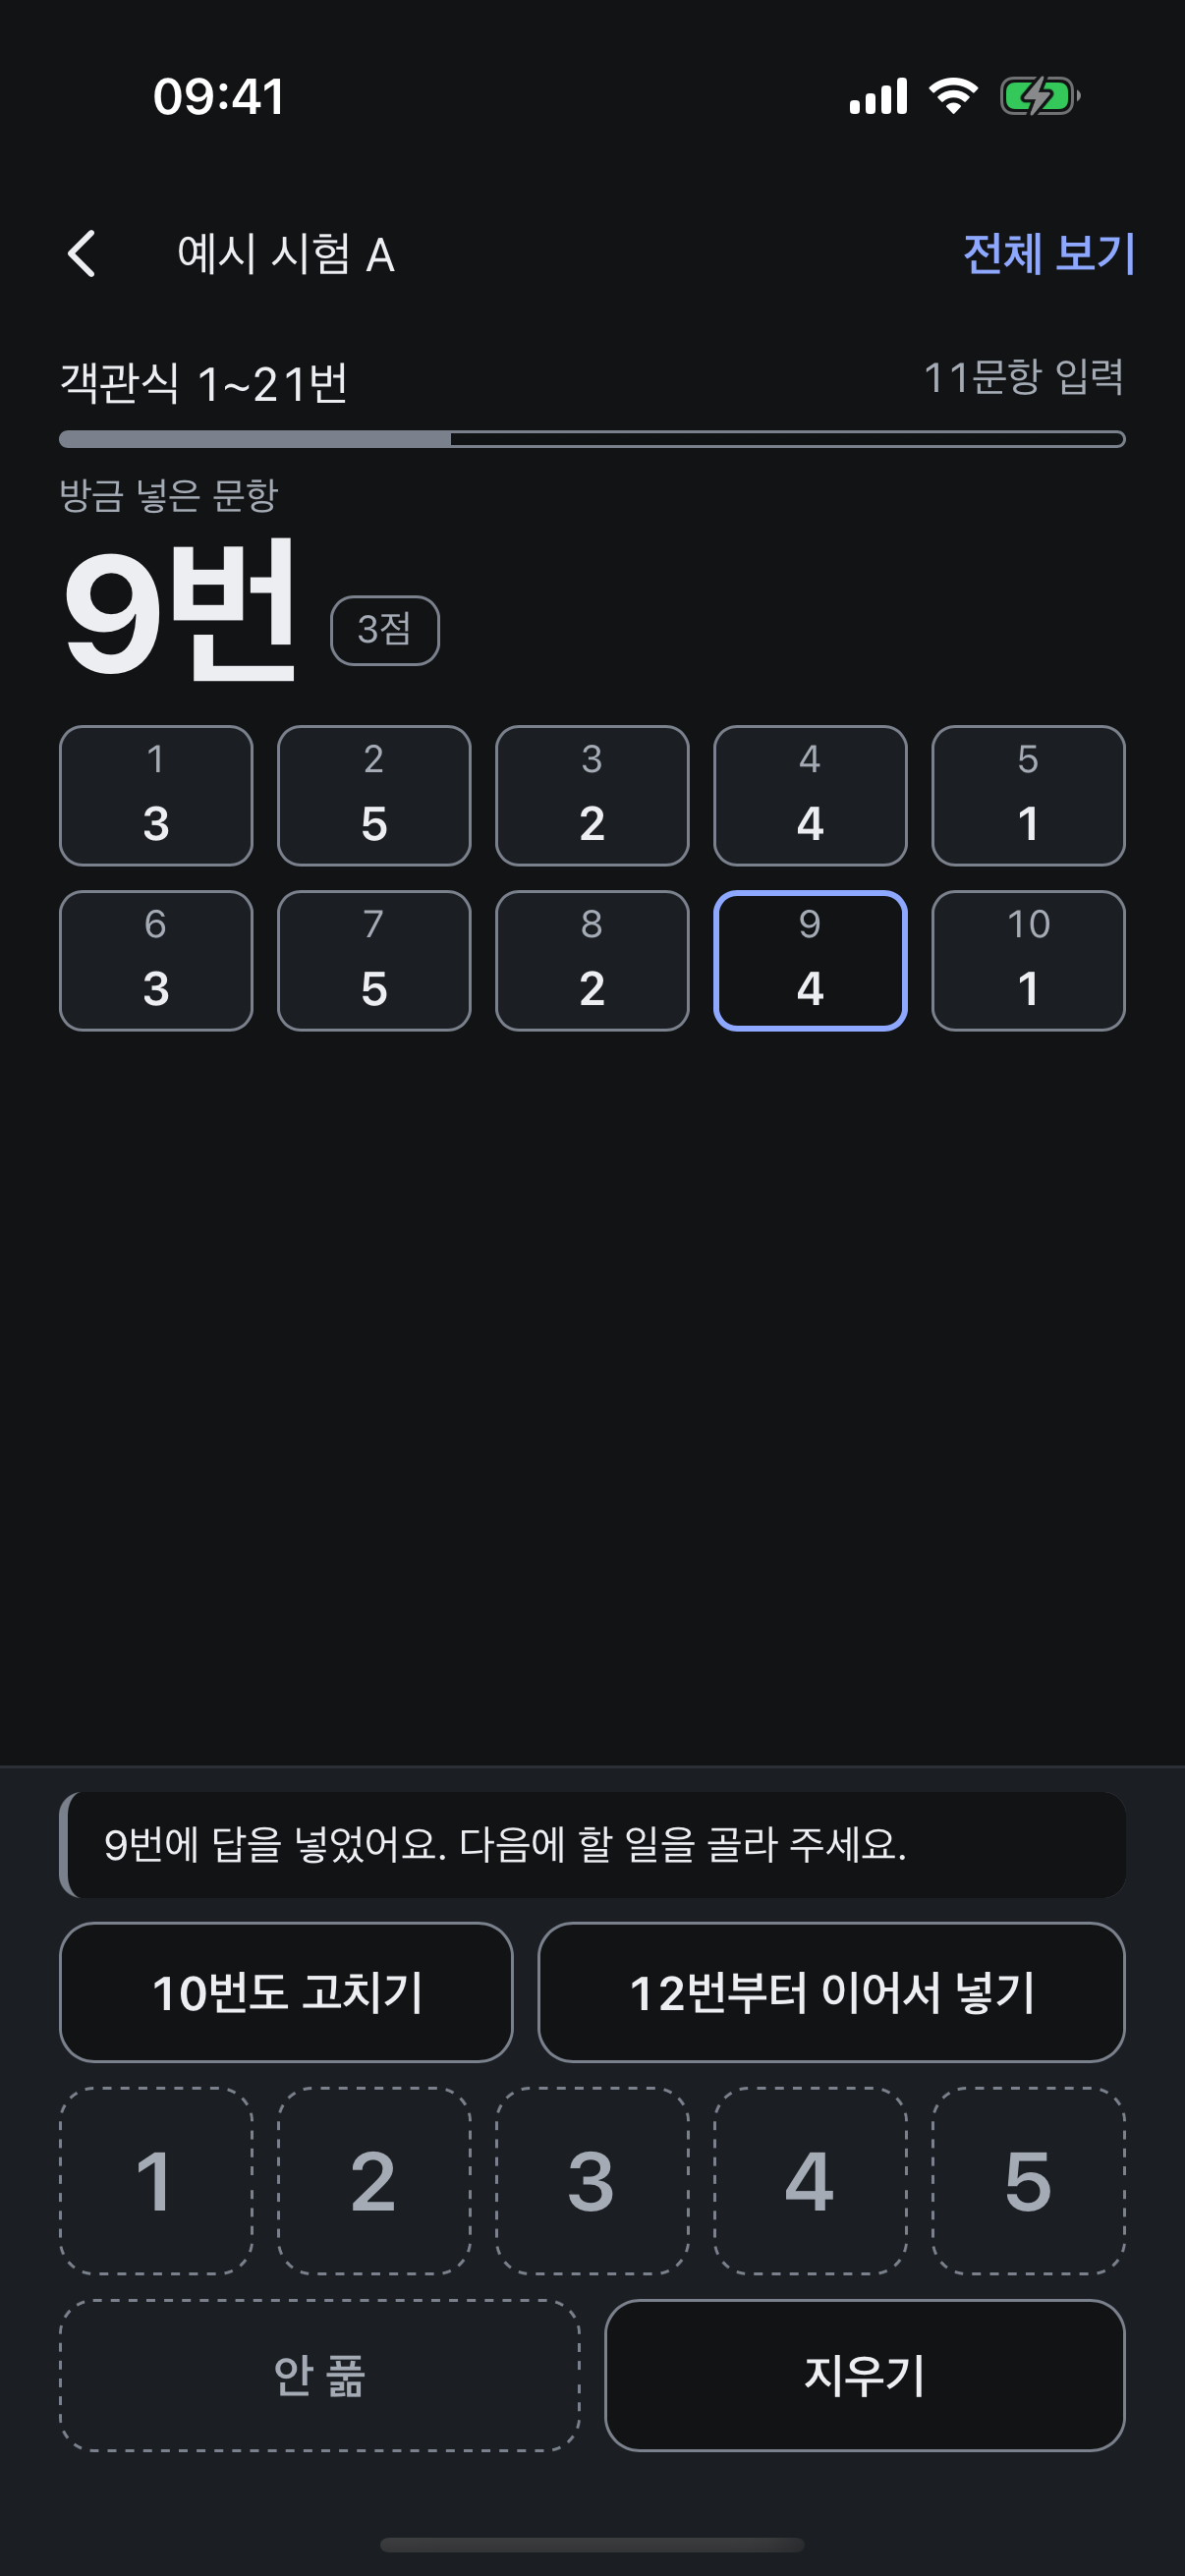 09:41
예시 시험 A
전체 보기
객관식 1~21번
11문항 입력
방금 넣은 문항
9번
3점
1 2 3 4 5
3 5 2 4 1
6 7 8 9 10
3 5 2 4 1
9번에 답을 넣었어요. 다음에 할 일을 골라 주세요.
10번도 고치기
12번부터 이어서 넣기
1 2 3 4 5
안 풂
지우기